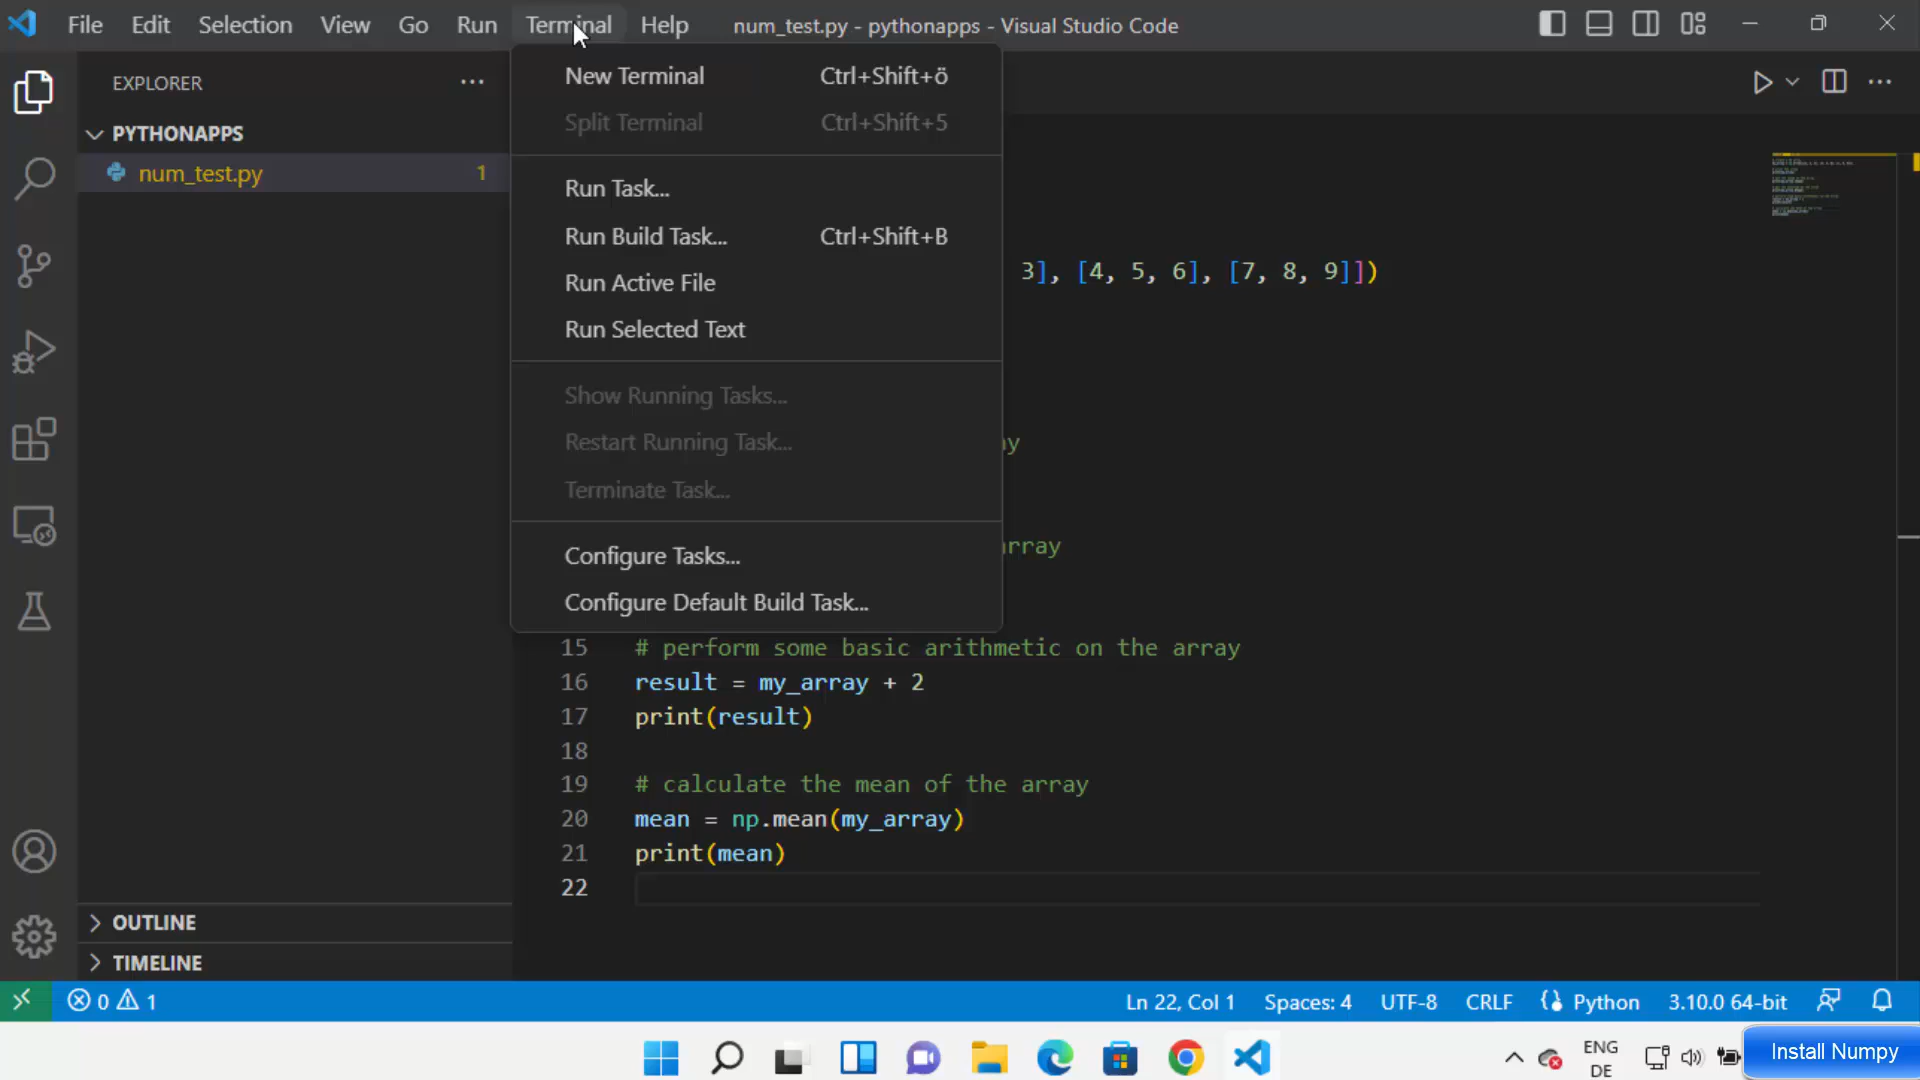 File Edit Selection View Go Run Terminal Help num_test.py - pythonapps - Visual Studio Code
EXPLORER
PYTHONAPPS
num_test.py 1
New Terminal Ctrl+Shift+ö
Split Terminal Ctrl+Shift+5
Run Task...
Run Build Task... Ctrl+Shift+B
Run Active File
Run Selected Text
Show Running Tasks...
Restart Running Task...
Terminate Task...
Configure Tasks...
Configure Default Build Task...
3], [4, 5, 6], [7, 8, 9]])
ay
array
15 # perform some basic arithmetic on the array
16 result = my_array + 2
17 print(result)
18
19 # calculate the mean of the array
20 mean = np.mean(my_array)
21 print(mean)
22
OUTLINE
TIMELINE
0 1 Ln 22, Col 1 Spaces: 4 UTF-8 CRLF Python 3.10.0 64-bit
ENG
DE
Install Numpy